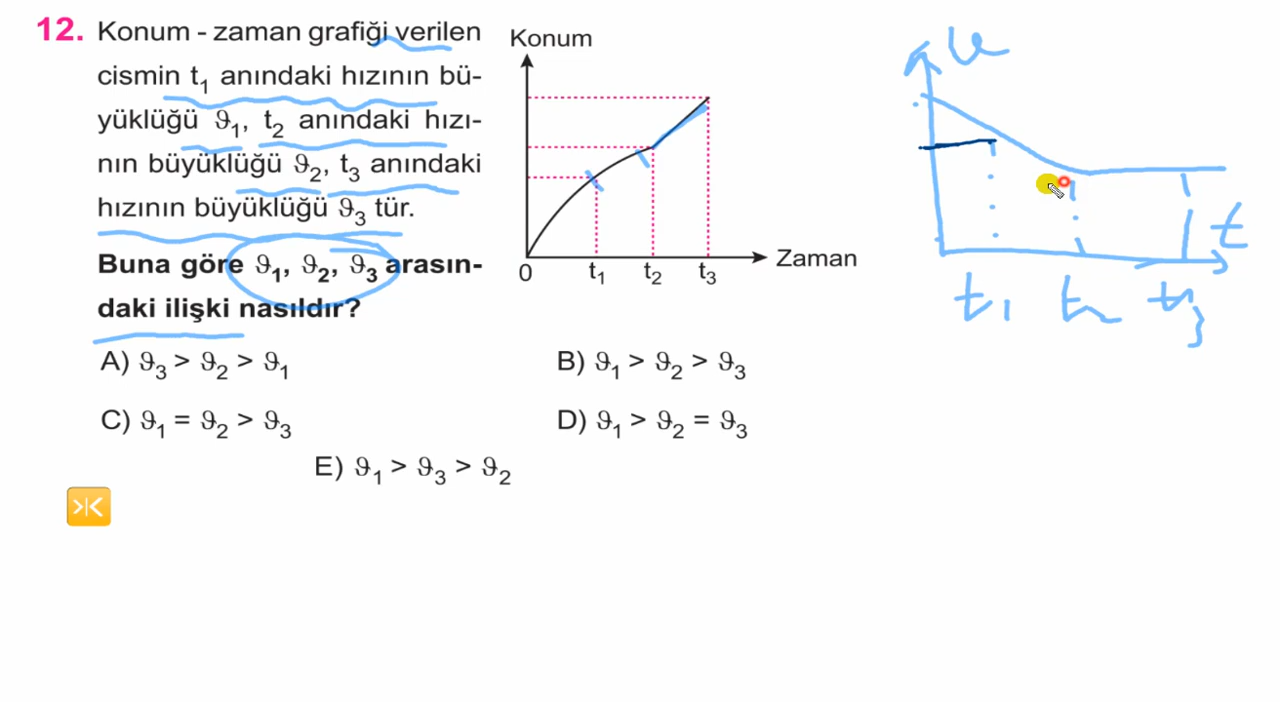 12. Konum - zaman grafiği verilen
cismin t₁ anındaki hızının bü-
yüklüğü ϑ₁, t₂ anındaki hızı-
nın büyüklüğü ϑ₂, t₃ anındaki
hızının büyüklüğü ϑ₃ tür.
Buna göre ϑ₁, ϑ₂, ϑ₃ arasın-
daki ilişki nasıldır?
Konum
0 t₁ t₂ t₃ Zaman
A) ϑ₃ > ϑ₂ > ϑ₁
B) ϑ₁ > ϑ₂ > ϑ₃
C) ϑ₁ = ϑ₂ > ϑ₃
D) ϑ₁ > ϑ₂ = ϑ₃
E) ϑ₁ > ϑ₃ > ϑ₂
t
t₁ t₂ t₃